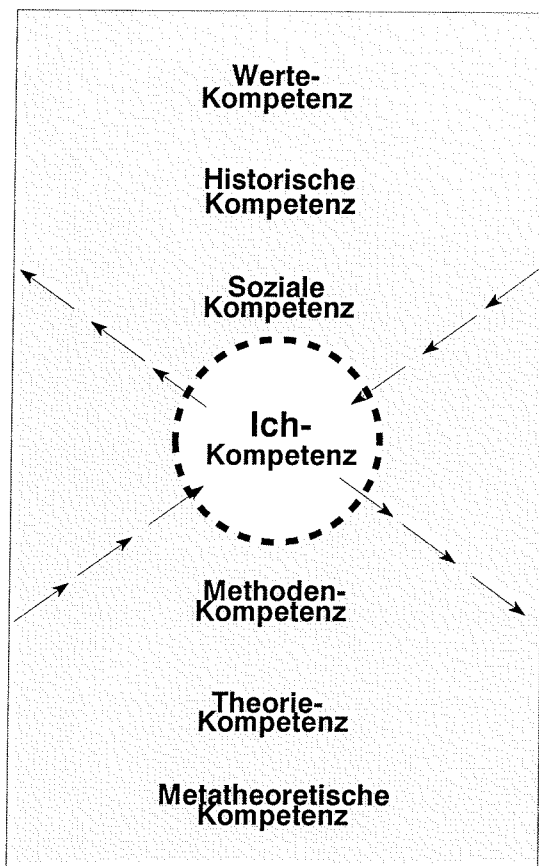 Werte-
Kompetenz
Historische
Kompetenz
Soziale
Kompetenz
Ich-
Kompetenz
Methoden-
Kompetenz
Theorie-
Kompetenz
Metatheoretische
Kompetenz